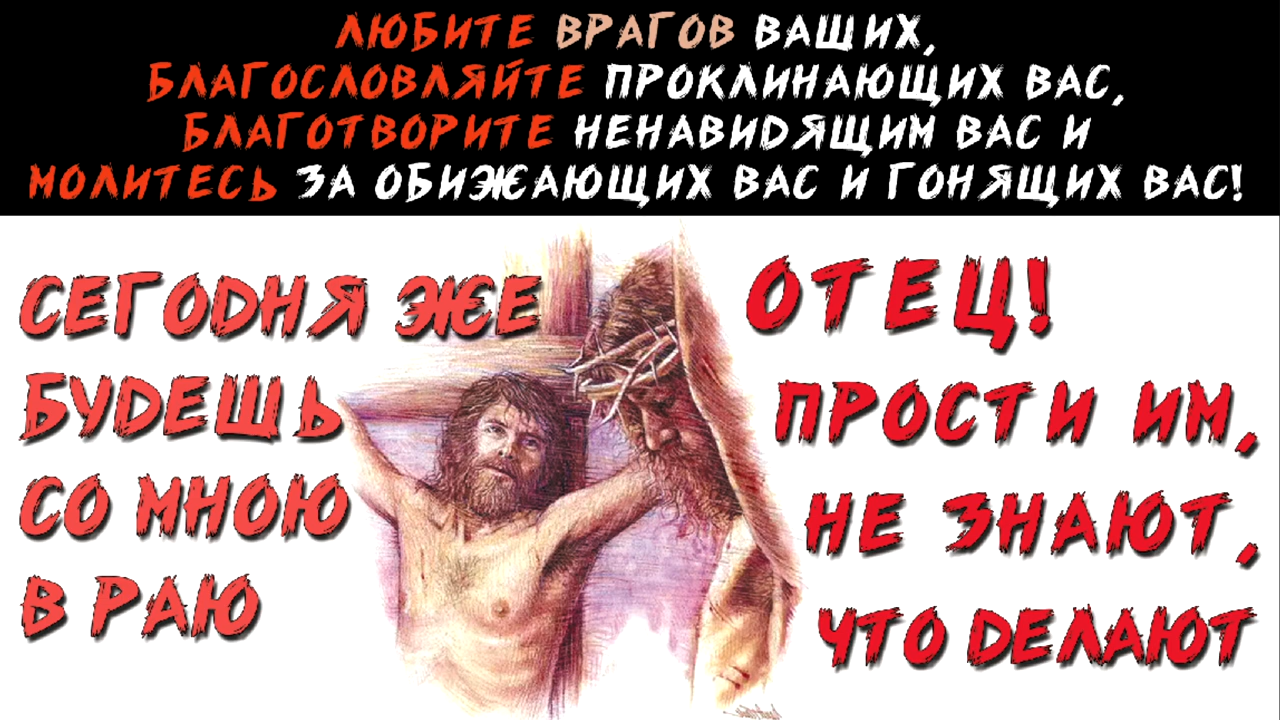 ЛЮБИТЕ ВРАГОВ ВАШИХ,
БЛАГОСЛОВЛЯЙТЕ ПРОКЛИНАЮЩИХ ВАС,
БЛАГОТВОРИТЕ НЕНАВИДЯЩИМ ВАС И
МОЛИТЕСЬ ЗА ОБИЖАЮЩИХ ВАС И ГОНЯЩИХ ВАС!
СЕГОДНЯ ЖЕ
БУДЕШЬ
СО МНОЮ
В РАЮ
ОТЕЦ!
ПРОСТИ ИМ,
НЕ ЗНАЮТ,
ЧТО ДЕЛАЮТ